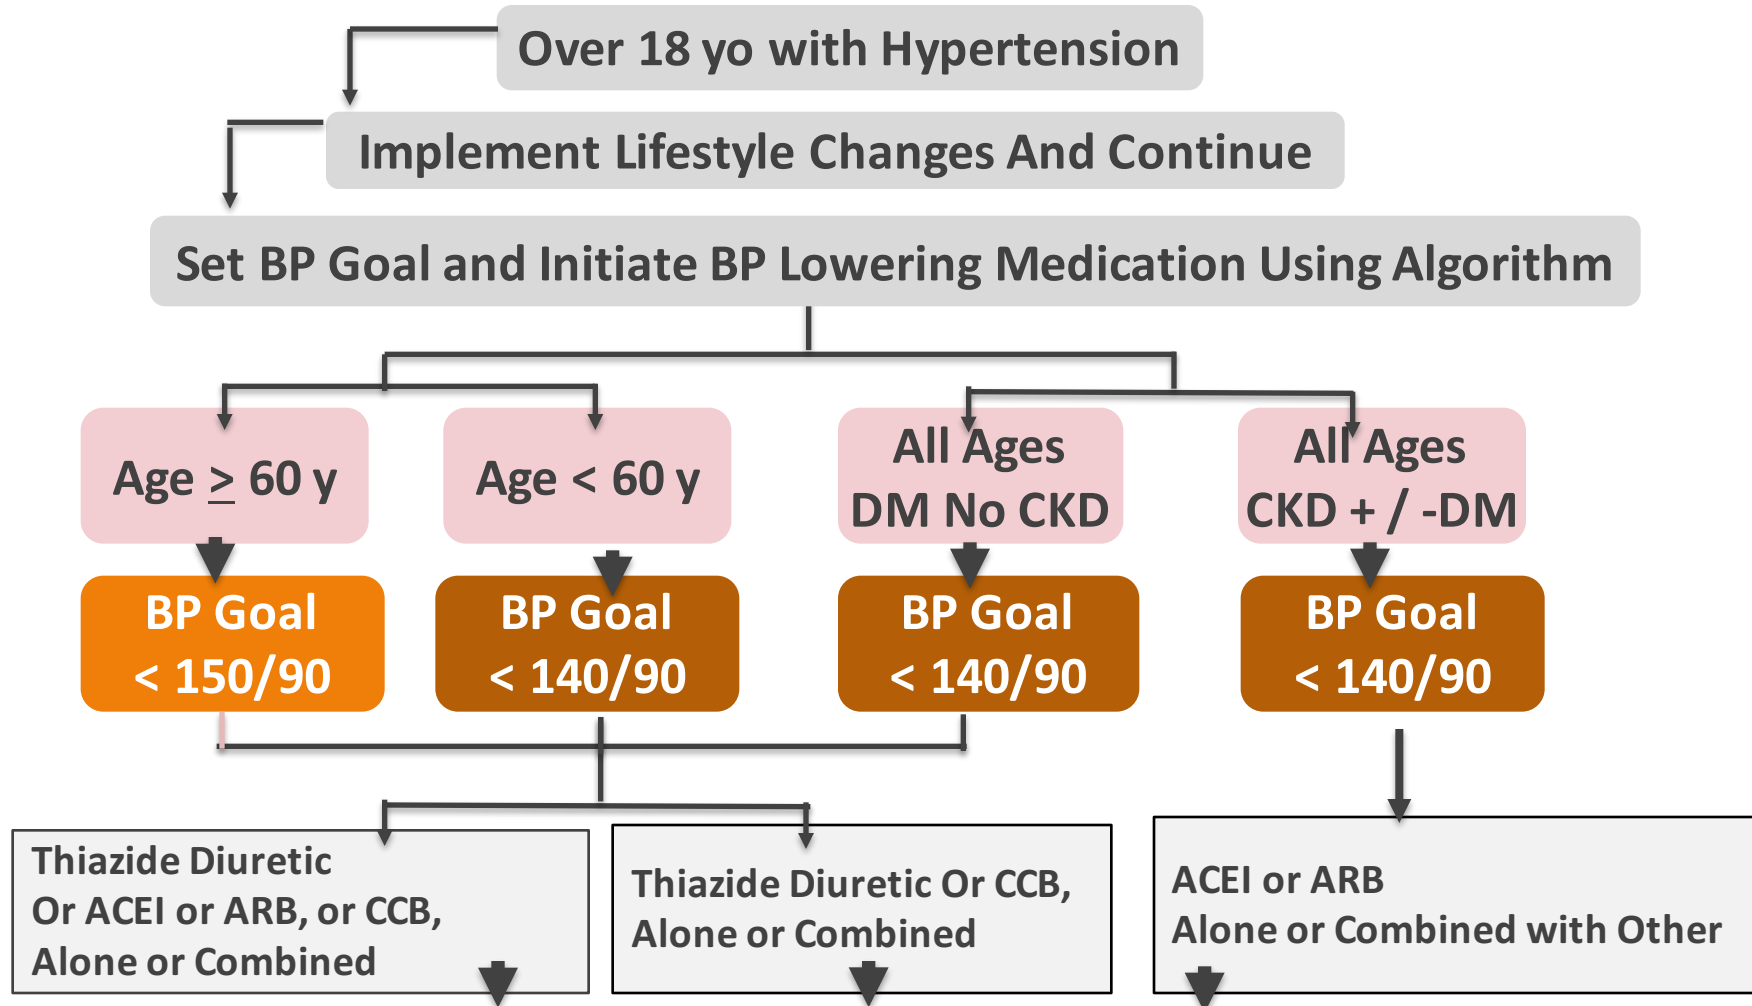 Over 18 yo with Hypertension
Implement Lifestyle Changes And Continue
Set BP Goal and Initiate BP Lowering Medication Using Algorithm
Age ≥ 60 y
Age < 60 y
All Ages
DM No CKD
All Ages
CKD + / -DM
BP Goal
< 150/90
BP Goal
< 140/90
BP Goal
< 140/90
BP Goal
< 140/90
Thiazide Diuretic
Or ACEI or ARB, or CCB,
Alone or Combined
Thiazide Diuretic Or CCB,
Alone or Combined
ACEI or ARB
Alone or Combined with Other